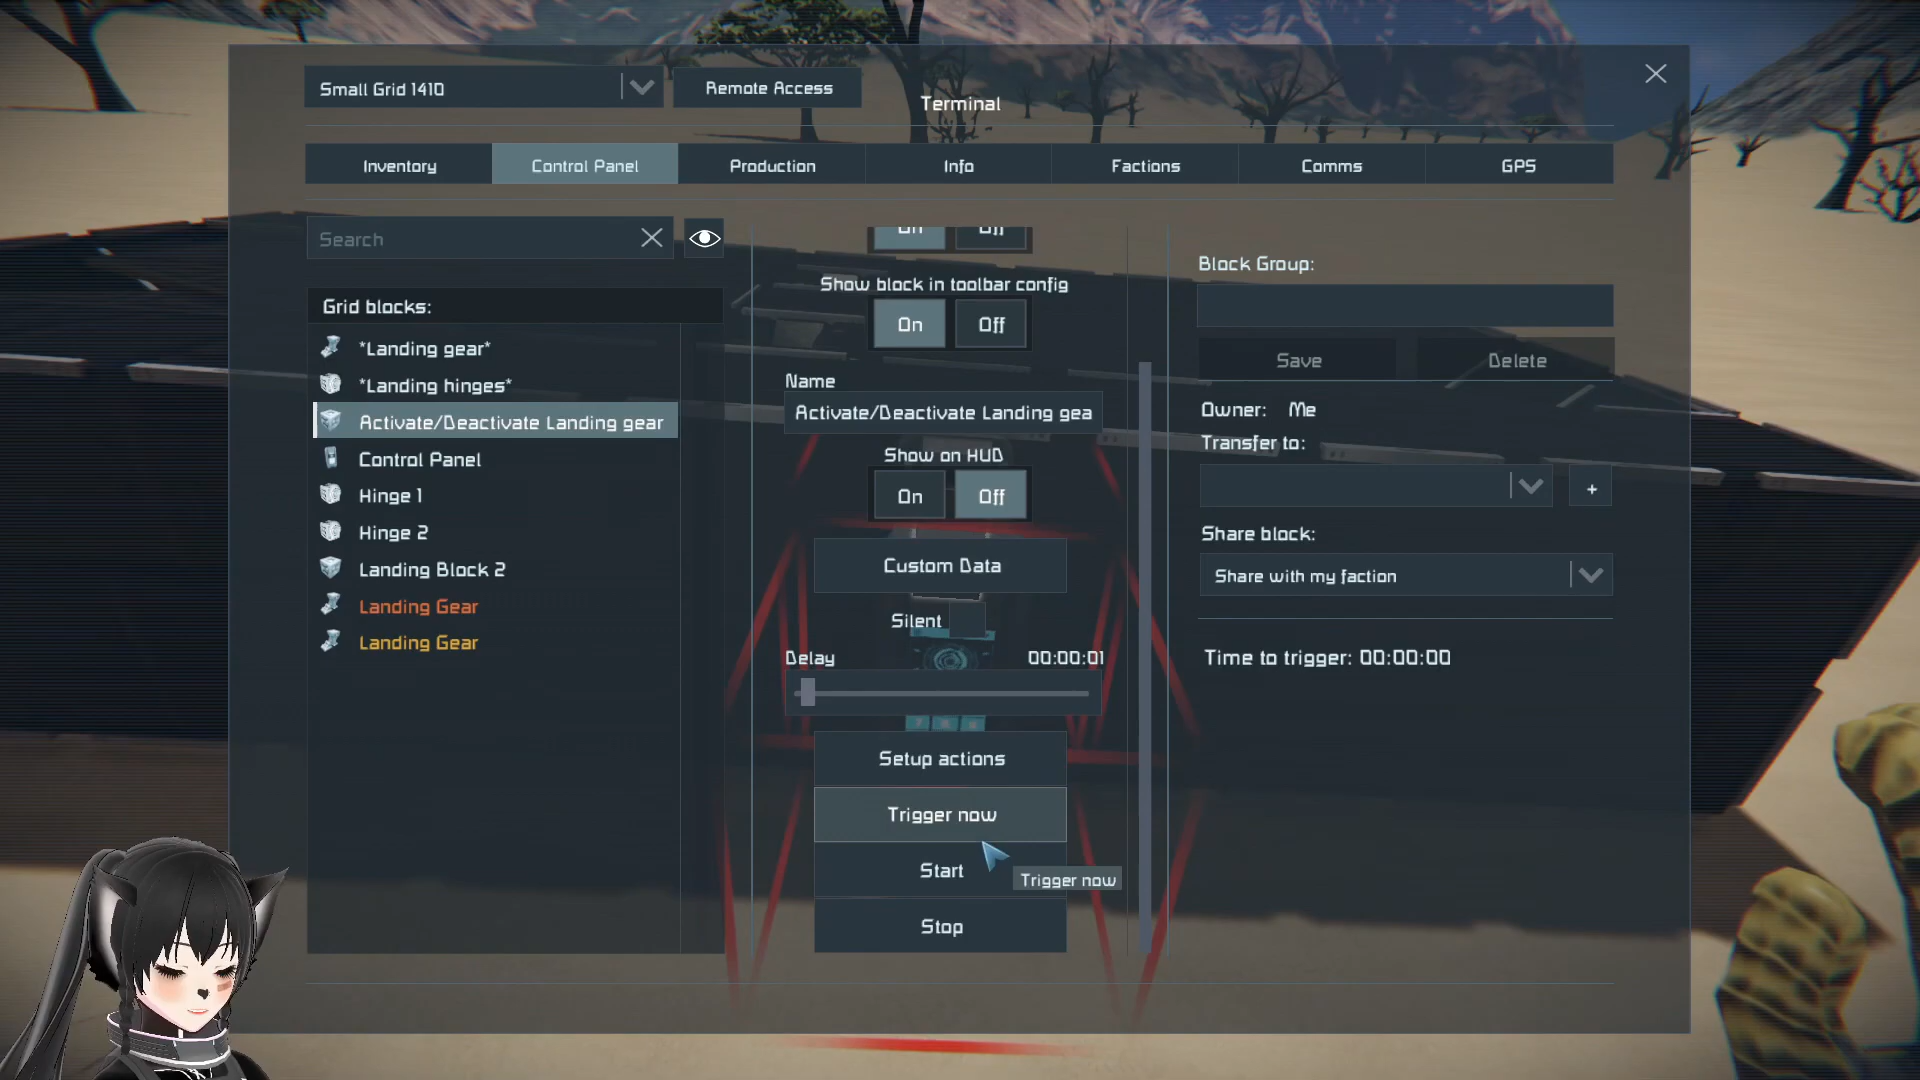 Small Grid 1410
Remote Access
Terminal
Inventory
Control Panel
Production
Info
Factions
Comms
GPS
Search
Grid blocks:
*Landing gear*
*Landing hinges*
Activate/Deactivate Landing gear
Control Panel
Hinge 1
Hinge 2
Landing Block 2
Landing Gear
Landing Gear
On Off
Show block in toolbar config
On Off
Name
Activate/Deactivate Landing gea
Show on HUD
On Off
Custom Data
Silent
Delay 00:00:01
Setup actions
Trigger now
Start
Trigger now
Stop
Block Group:
Save Delete
Owner: Me
Transfer to:
+
Share block:
Share with my faction
Time to trigger: 00:00:00